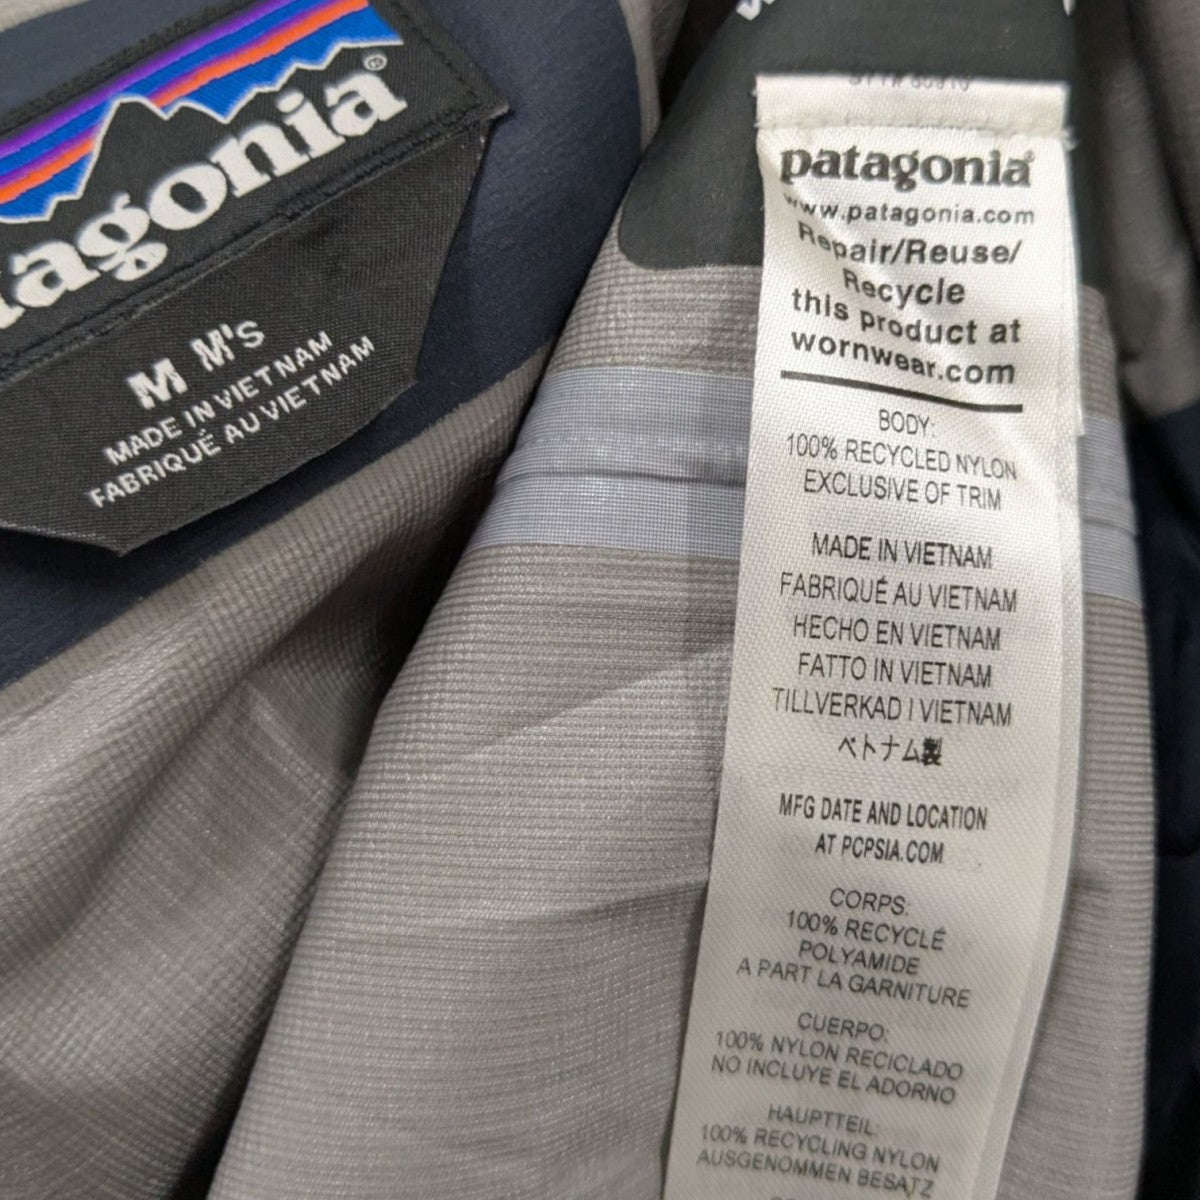 patagonia®
M M's
MADE IN VIETNAM
FABRIQUÉ AU VIETNAM
patagonia®
www.patagonia.com
Repair/Reuse/
Recycle
this product at
wornwear.com
BODY:
100% RECYCLED NYLON
EXCLUSIVE OF TRIM
MADE IN VIETNAM
FABRIQUÉ AU VIETNAM
HECHO EN VIETNAM
FATTO IN VIETNAM
TILLVERKAD I VIETNAM
ベトナム製
MFG DATE AND LOCATION
AT PCPSIA.COM
CORPS:
100% RECYCLÉ
POLYAMIDE
A PART LA GARNITURE
CUERPO:
100% NYLON RECICLADO
NO INCLUYE EL ADORNO
HAUPTTEIL:
100% RECYCLING NYLON
AUSGENOMMEN BESATZ